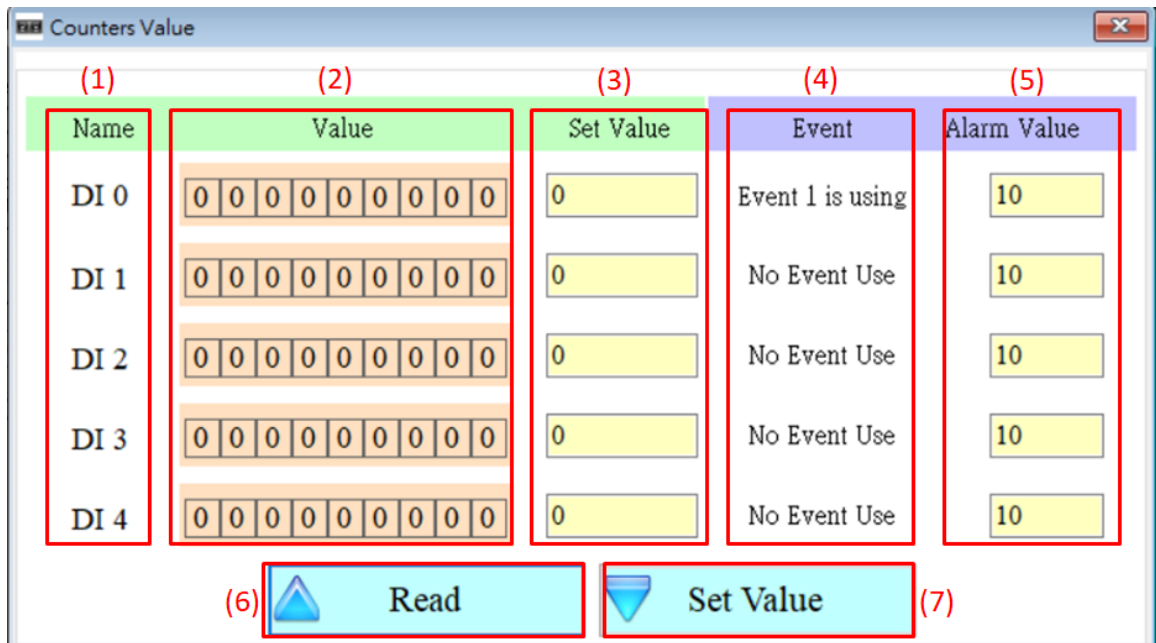 Counters Value
(1) (2) (3) (4) (5)
Name Value Set Value Event Alarm Value
DI 0 0 0 0 0 0 0 0 0 0 0 Event 1 is using 10
DI 1 0 0 0 0 0 0 0 0 0 0 No Event Use 10
DI 2 0 0 0 0 0 0 0 0 0 0 No Event Use 10
DI 3 0 0 0 0 0 0 0 0 0 0 No Event Use 10
DI 4 0 0 0 0 0 0 0 0 0 0 No Event Use 10
(6) Read Set Value (7)